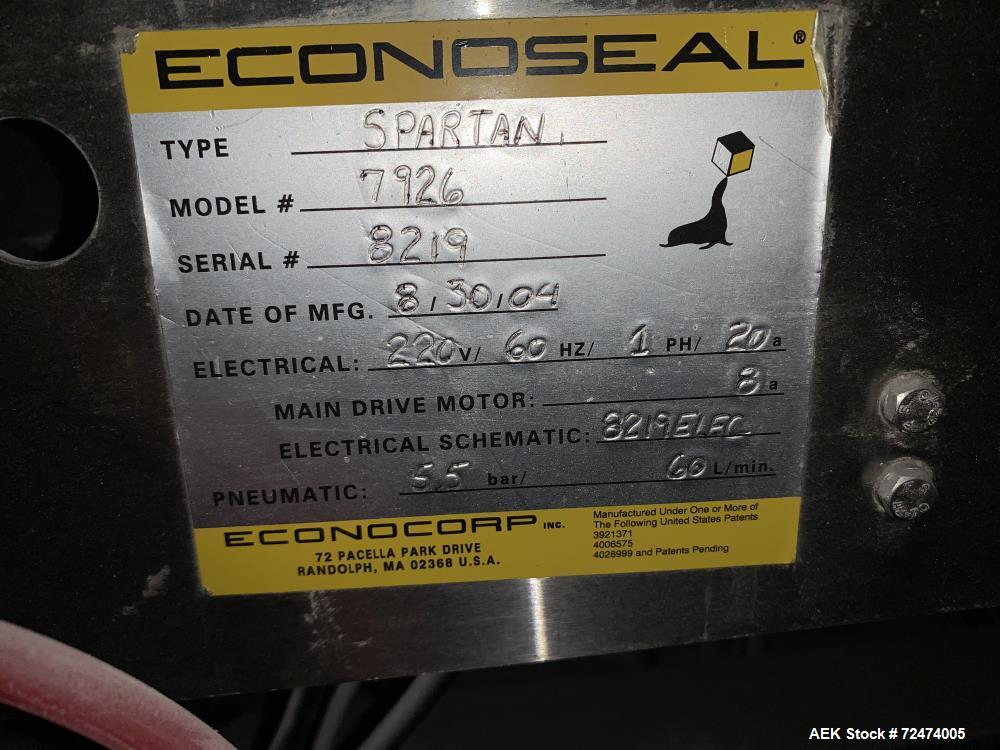 ECONOSEAL®
TYPE SPARTAN
MODEL # 7926
SERIAL # 8219
DATE OF MFG. 8/30/04
ELECTRICAL: 220 V/ 60 HZ/ 1 PH/ 20 a
MAIN DRIVE MOTOR: 8 a
ELECTRICAL SCHEMATIC: 8219ELEC
PNEUMATIC: 5.5 bar/ 60 L/min.
ECONOCORP INC.
72 PACELLA PARK DRIVE
RANDOLPH, MA 02368 U.S.A.
Manufactured Under One or More of
The Following United States Patents
3921371
4006575
4028999 and Patents Pending
AEK Stock # 72474005